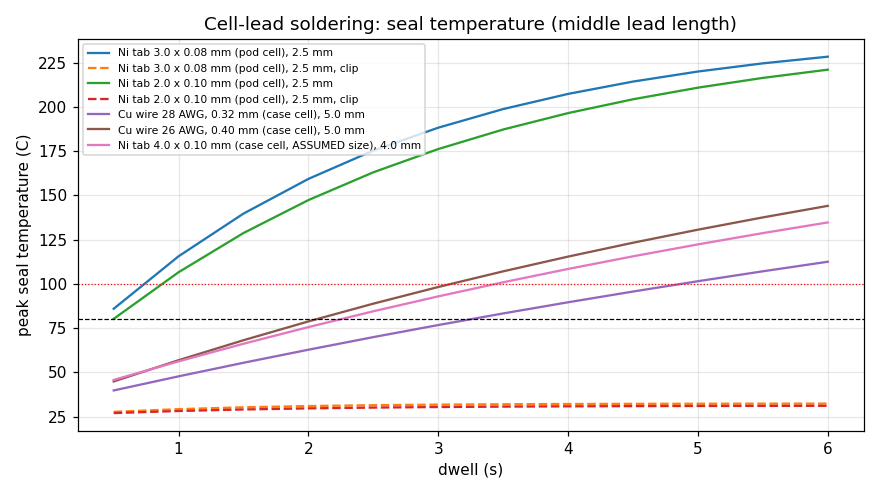 Cell-lead soldering: seal temperature (middle lead length)
Ni tab 3.0 x 0.08 mm (pod cell), 2.5 mm
Ni tab 3.0 x 0.08 mm (pod cell), 2.5 mm, clip
Ni tab 2.0 x 0.10 mm (pod cell), 2.5 mm
Ni tab 2.0 x 0.10 mm (pod cell), 2.5 mm, clip
Cu wire 28 AWG, 0.32 mm (case cell), 5.0 mm
Cu wire 26 AWG, 0.40 mm (case cell), 5.0 mm
Ni tab 4.0 x 0.10 mm (case cell, ASSUMED size), 4.0 mm
peak seal temperature (C)
225
200
175
150
125
100
75
50
25
1 2 3 4 5 6
dwell (s)